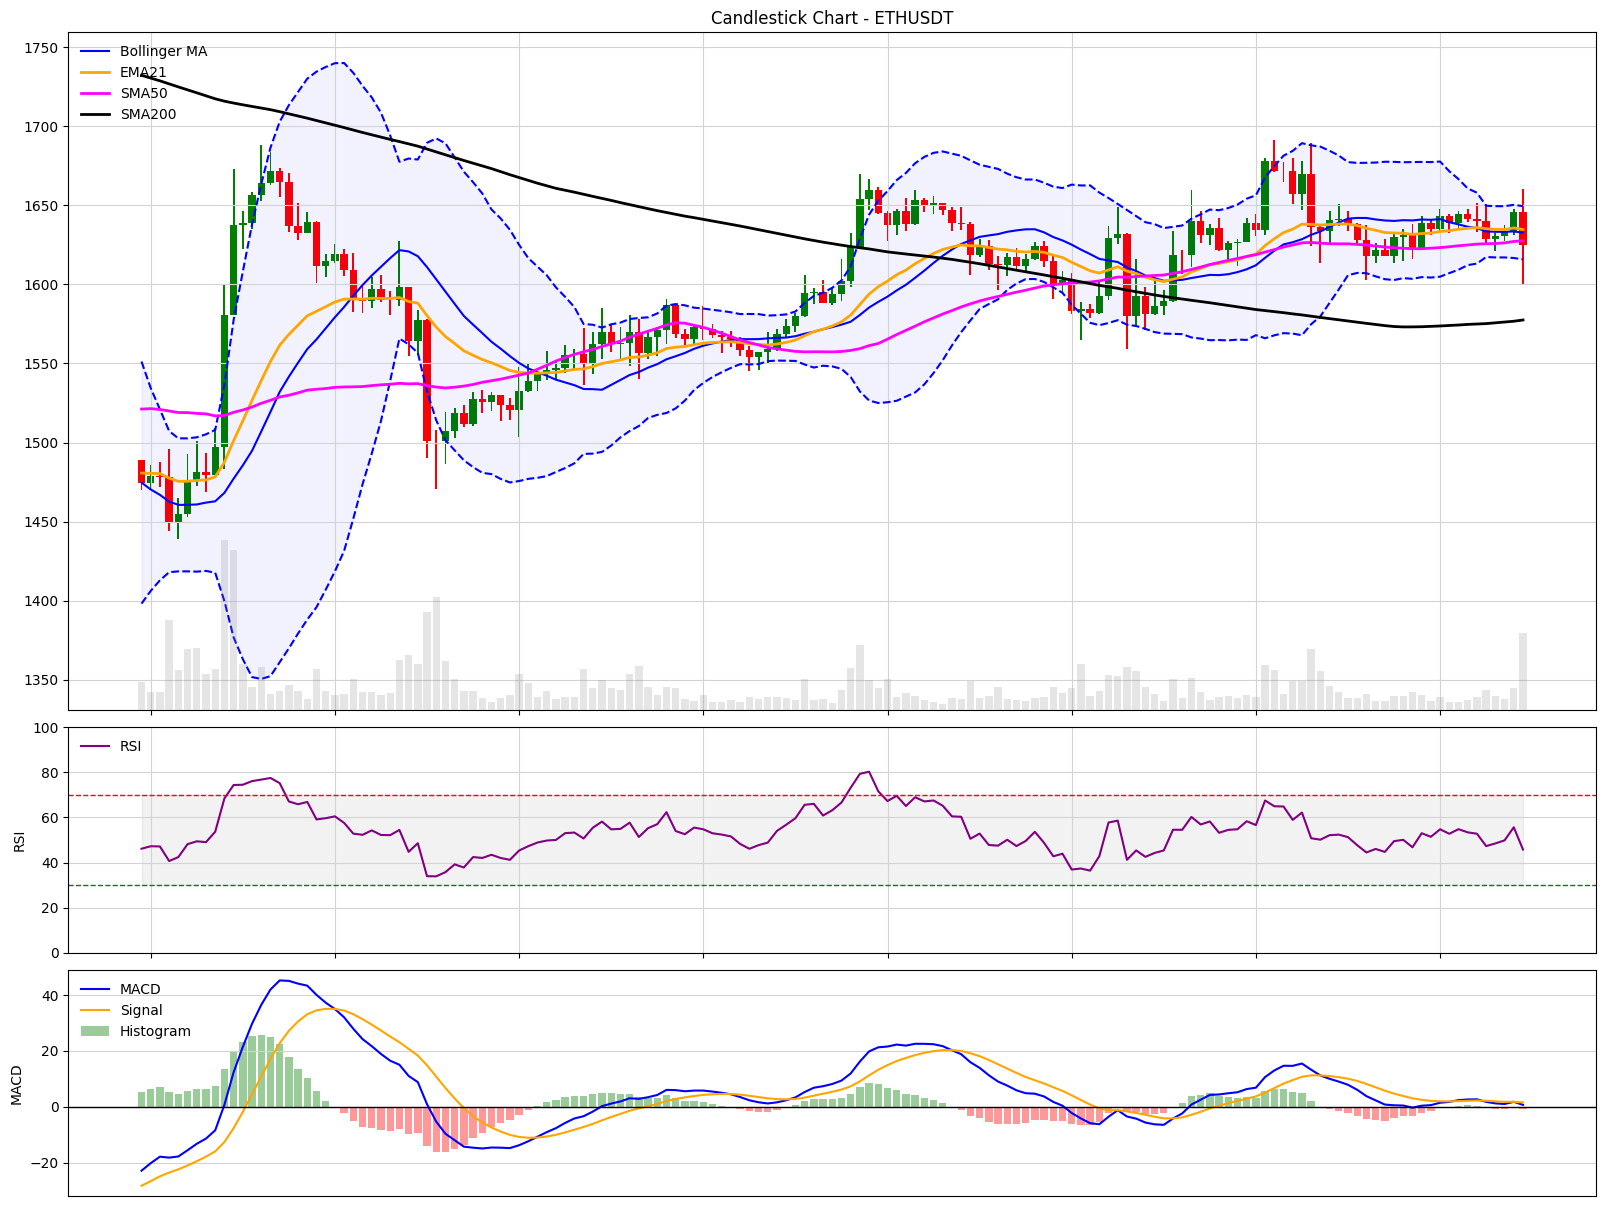 Candlestick Chart - ETHUSDT
1750
1700
1650
1600
1550
1500
1450
1400
1350
Bollinger MA
EMA21
SMA50
SMA200
100
80
60
40
20
0
RSI
RSI
40
20
0
−20
MACD
MACD
Signal
Histogram